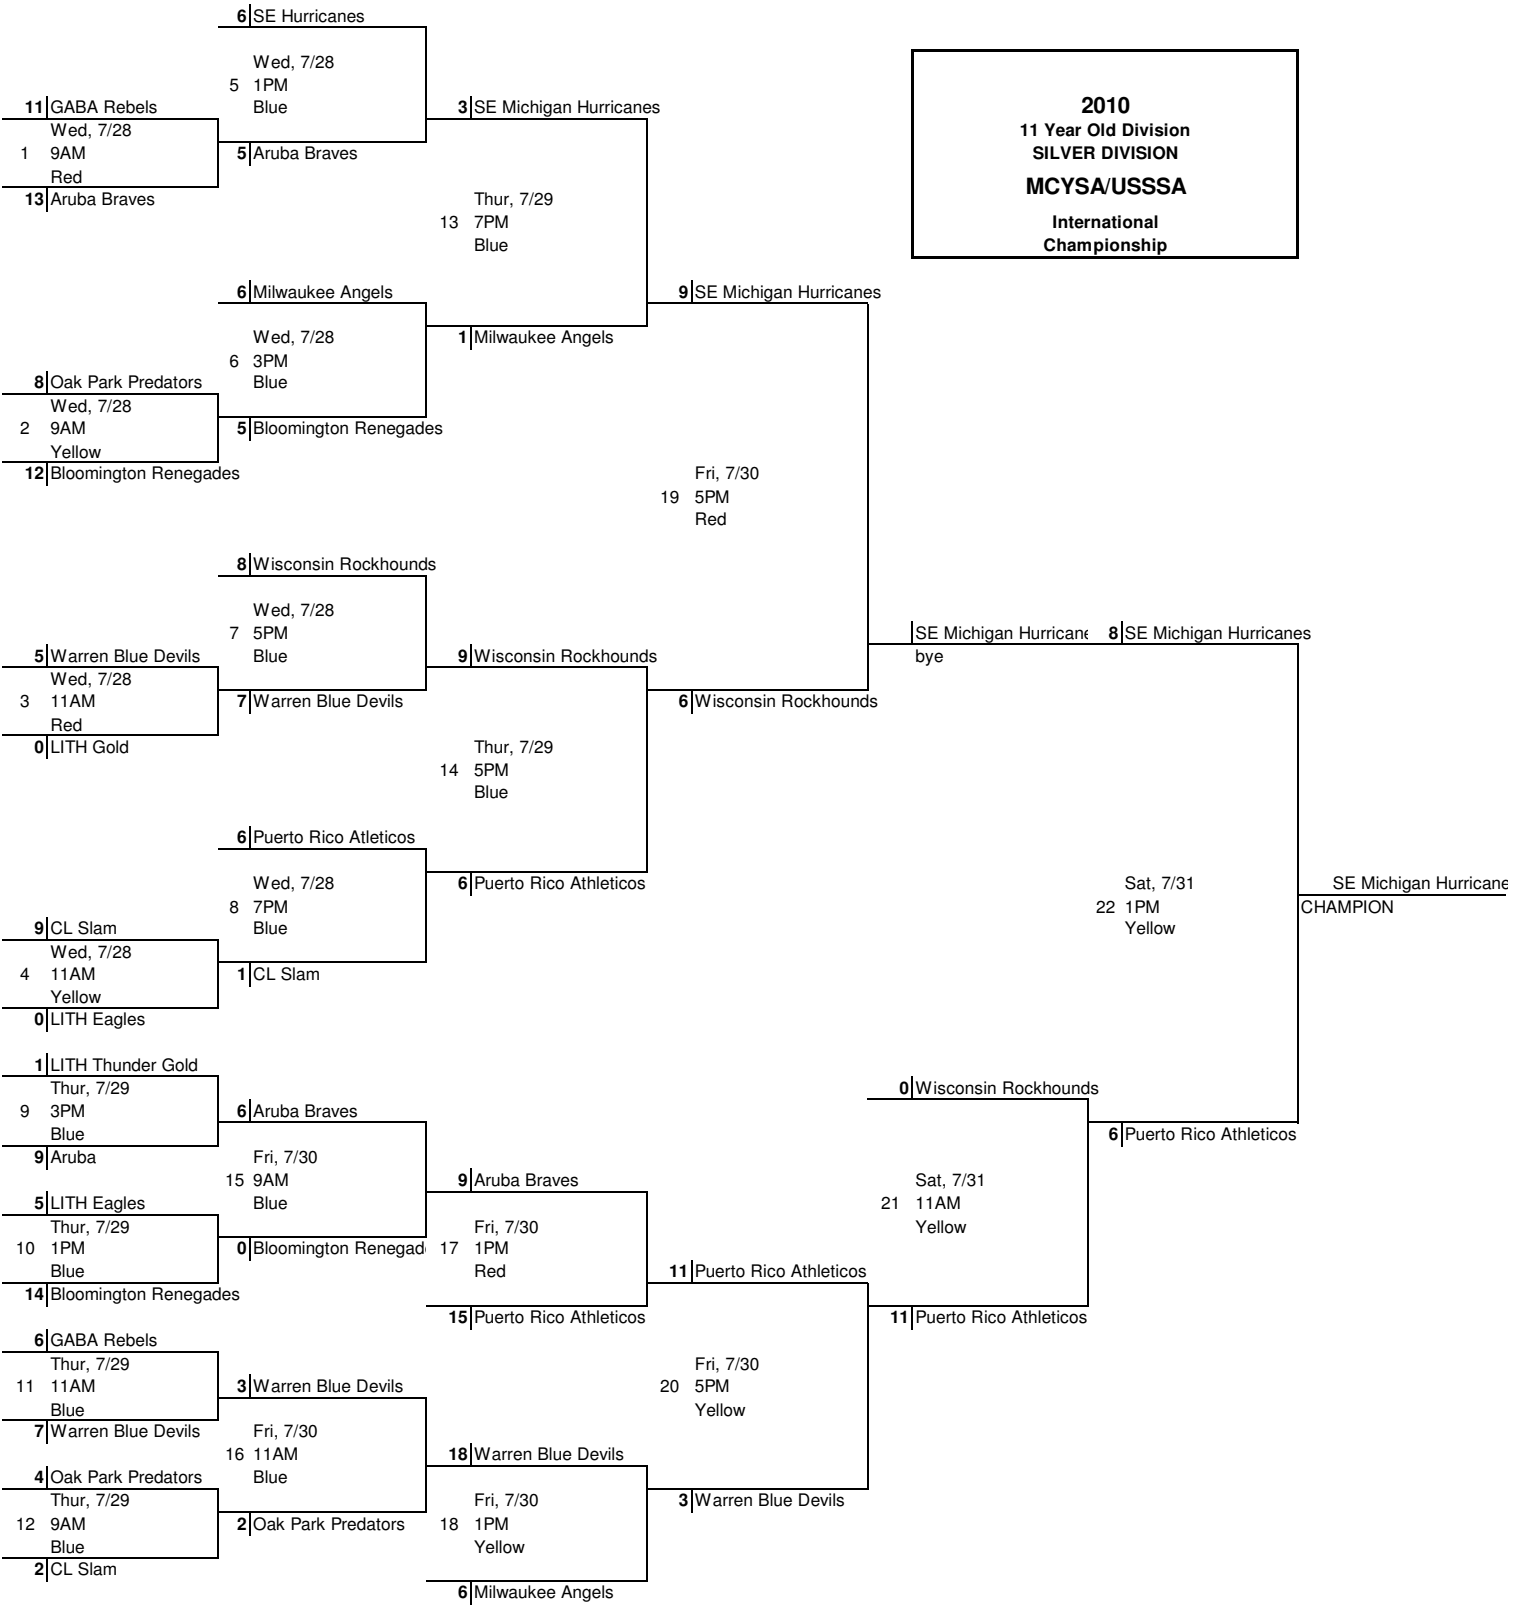 6 SE Hurricanes
Wed, 7/28
5 1PM
Blue
11 GABA Rebels
Wed, 7/28
1 9AM
Red
13 Aruba Braves
5 Aruba Braves
3 SE Michigan Hurricanes
Thur, 7/29
13 7PM
Blue
2010
11 Year Old Division
SILVER DIVISION
MCYSA/USSSA
International
Championship
6 Milwaukee Angels
Wed, 7/28
6 3PM
Blue
8 Oak Park Predators
Wed, 7/28
2 9AM
Yellow
12 Bloomington Renegades
5 Bloomington Renegades
1 Milwaukee Angels
9 SE Michigan Hurricanes
Fri, 7/30
19 5PM
Red
8 Wisconsin Rockhounds
Wed, 7/28
7 5PM
Blue
5 Warren Blue Devils
Wed, 7/28
3 11AM
Red
0 LITH Gold
7 Warren Blue Devils
9 Wisconsin Rockhounds
Thur, 7/29
14 5PM
Blue
6 Wisconsin Rockhounds
SE Michigan Hurricane
bye
8 SE Michigan Hurricanes
6 Puerto Rico Atleticos
Wed, 7/28
8 7PM
Blue
9 CL Slam
Wed, 7/28
4 11AM
Yellow
0 LITH Eagles
1 CL Slam
6 Puerto Rico Athleticos
Sat, 7/31
22 1PM
Yellow
SE Michigan Hurricane
CHAMPION
1 LITH Thunder Gold
Thur, 7/29
9 3PM
Blue
9 Aruba
6 Aruba Braves
Fri, 7/30
15 9AM
Blue
5 LITH Eagles
Thur, 7/29
10 1PM
Blue
14 Bloomington Renegades
0 Bloomington Renegad
9 Aruba Braves
Fri, 7/30
17 1PM
Red
15 Puerto Rico Athleticos
11 Puerto Rico Athleticos
0 Wisconsin Rockhounds
Sat, 7/31
21 11AM
Yellow
11 Puerto Rico Athleticos
6 Puerto Rico Athleticos
6 GABA Rebels
Thur, 7/29
11 11AM
Blue
7 Warren Blue Devils
3 Warren Blue Devils
Fri, 7/30
16 11AM
Blue
4 Oak Park Predators
Thur, 7/29
12 9AM
Blue
2 CL Slam
2 Oak Park Predators
18 Warren Blue Devils
Fri, 7/30
18 1PM
Yellow
6 Milwaukee Angels
Fri, 7/30
20 5PM
Yellow
3 Warren Blue Devils